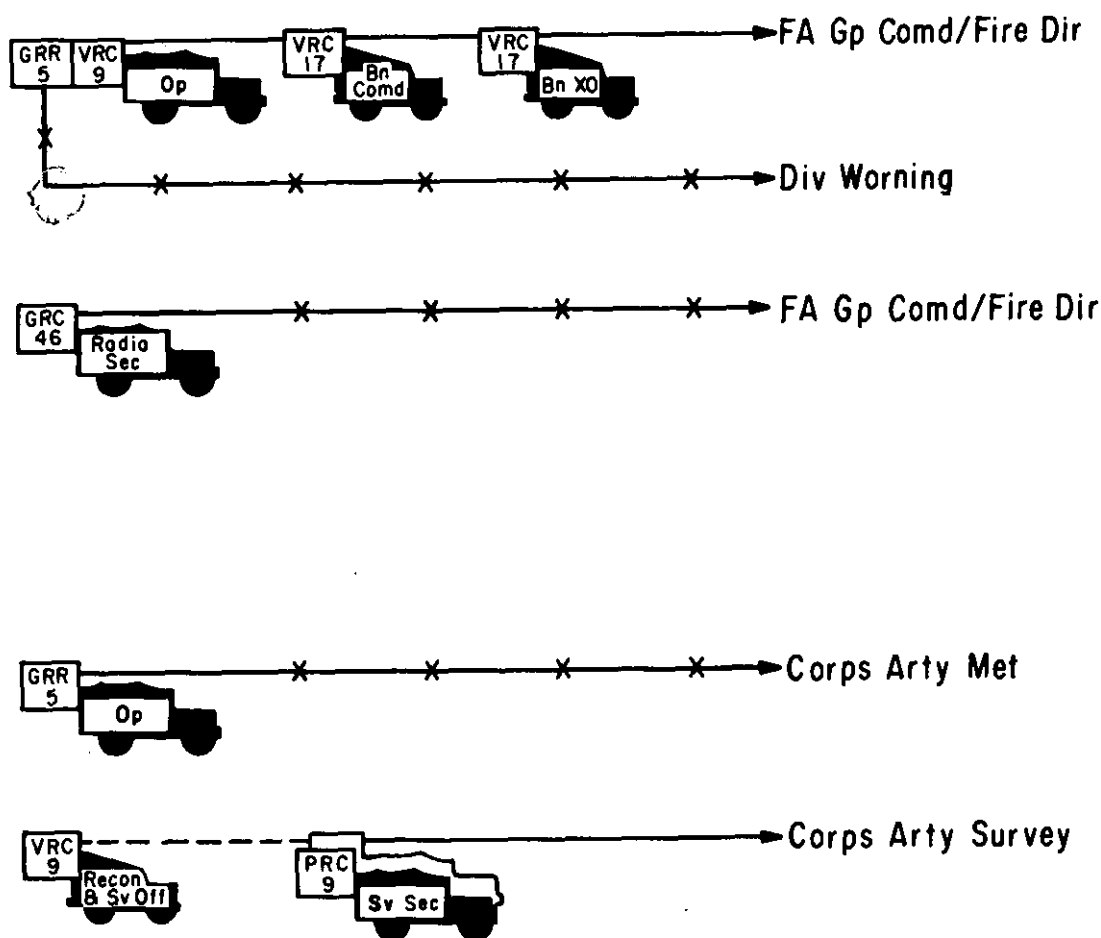 GRR 5
VRC 9
Op
VRC 17
Bn Comd
VRC 17
Bn XO
FA Gp Comd/Fire Dir
Div Worning
GRC 46
Radio Sec
FA Gp Comd/Fire Dir
GRR 5
Op
Corps Arty Met
VRC 9
Recon & Sv Off
PRC 9
Sv Sec
Corps Arty Survey